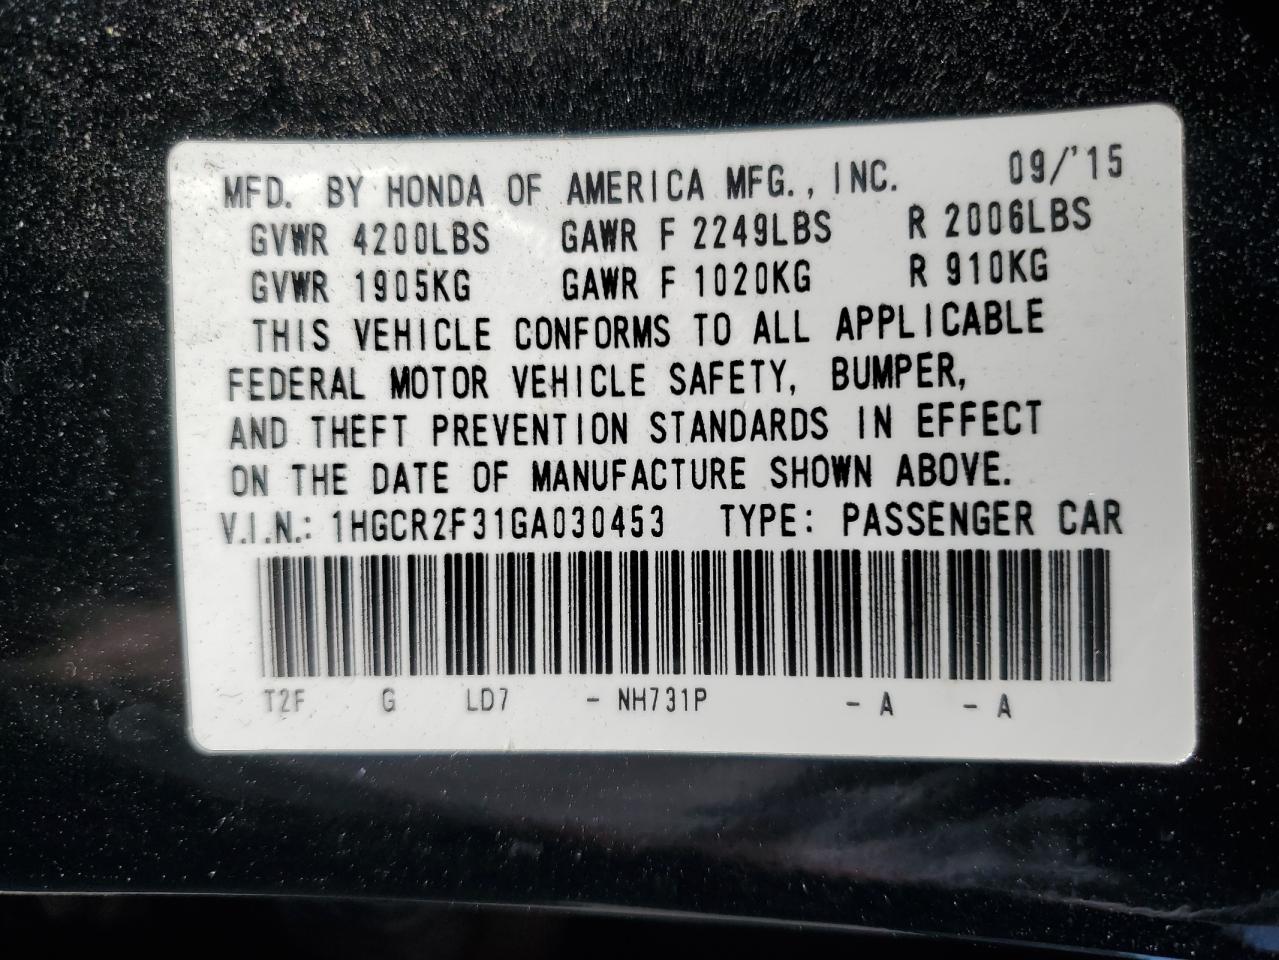 MFD. BY HONDA OF AMERICA MFG., INC. 09/'15
GVWR 4200LBS GAWR F 2249LBS R 2006LBS
GVWR 1905KG GAWR F 1020KG R 910KG
THIS VEHICLE CONFORMS TO ALL APPLICABLE
FEDERAL MOTOR VEHICLE SAFETY, BUMPER,
AND THEFT PREVENTION STANDARDS IN EFFECT
ON THE DATE OF MANUFACTURE SHOWN ABOVE.
V.I.N.: 1HGCR2F31GA030453 TYPE: PASSENGER CAR
T2F G LD7 - NH731P - A - A